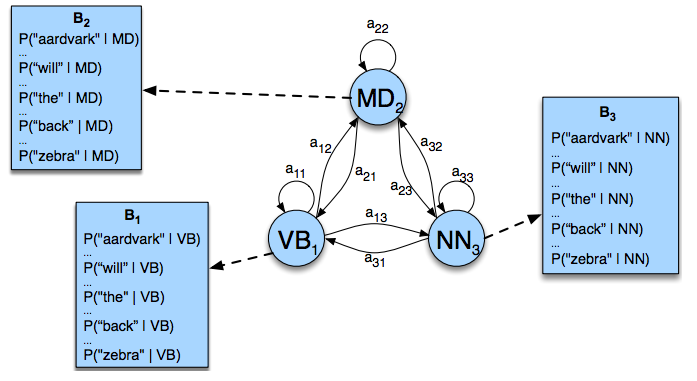 B2
P("aardvark" | MD)
...
P(“will” | MD)
...
P("the" | MD)
...
P(“back” | MD)
...
P("zebra" | MD)
a22
MD2
B3
P("aardvark" | NN)
...
P(“will” | NN)
...
P("the" | NN)
...
P(“back” | NN)
...
P("zebra" | NN)
a12
a32
a11
a21
a23
a33
B1
P("aardvark" | VB)
...
P(“will” | VB)
...
P("the" | VB)
...
P(“back” | VB)
...
P("zebra" | VB)
a13
VB1
NN3
a31